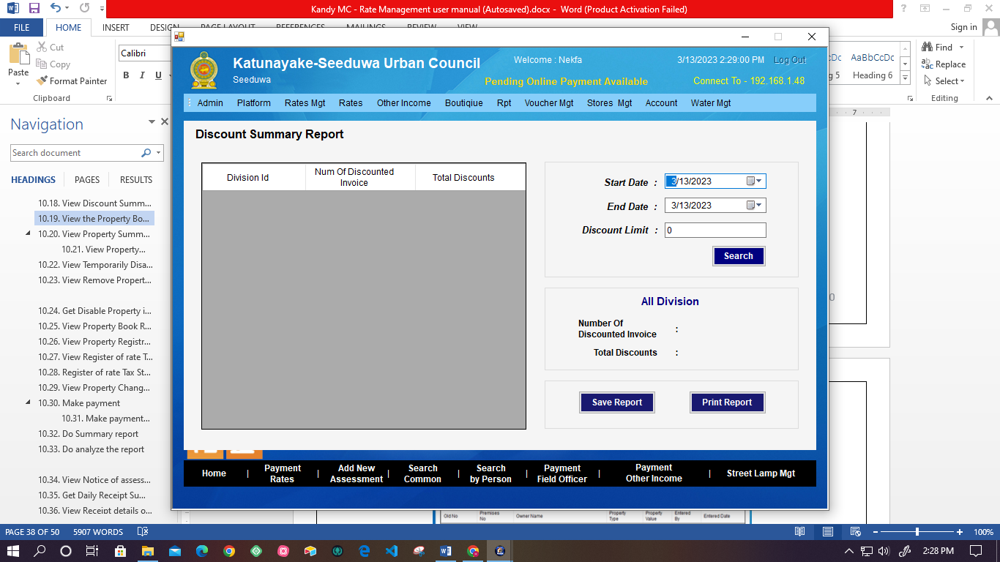 Kandy MC - Rate Management user manual (Autosaved).docx - Word (Product Activation Failed)
FILE HOME INSERT DESIGN PAGE LAYOUT REFERENCES MAILINGS REVIEW VIEW
Sign in
Paste
Cut
Copy
Format Painter
Clipboard
Calibri
B I U
AaBbCcDc
g 5 Heading 6
Find
Replace
Select
Editing
Navigation
Search document
HEADINGS PAGES RESULTS
10.18. View Discount Summ...
10.19. View the Property Bo...
10.20. View Property Summ...
10.21. View Property...
10.22. View Temporarily Disa...
10.23. View Remove Propert...
10.24. Get Disable Property i...
10.25. View Property Book R...
10.26. View Property Registr...
10.27. View Register of rate T...
10.28. Register of rate Tax St...
10.29. View Property Chang...
10.30. Make payment
10.31. Make payment...
10.32. Do Summary report
10.33. Do analyze the report
10.34. View Notice of assess...
10.35. Get Daily Receipt Su...
10.36. View Receipt details o...
Katunayake-Seeduwa Urban Council
Seeduwa
Welcome : Nekfa
3/13/2023 2:29:00 PM Log Out
Pending Online Payment Available
Connect To - 192.168.1.48
Admin Platform Rates Mgt Rates Other Income Boutiqiue Rpt Voucher Mgt Stores Mgt Account Water Mgt
Discount Summary Report
Division Id
Num Of Discounted
Invoice
Total Discounts
Start Date : 3/13/2023
End Date : 3/13/2023
Discount Limit : 0
Search
All Division
Number Of
Discounted Invoice :
Total Discounts :
Save Report Print Report
Home
Payment
Rates
Add New
Assessment
Search
Common
Search
by Person
Payment
Field Officer
Payment
Other Income
Street Lamp Mgt
7
Old No
Premises
No
Owner Name
Property
Type
Property
Value
Entered
By
Entered Date
PAGE 38 OF 50 5907 WORDS
100%
2:28 PM